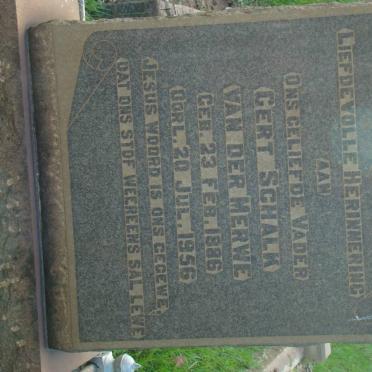 LIEFDEVOLLE HERINNERING
AAN
ONS GELIEFDE VADER
GERT SCHALK
VAN DER MERWE
GEB. 23 FEB. 1886
OORL. 20 JUL. 1956
JESUS WOORD IS ONS GEGEWE,
DAT ONS STOF WEEREENS SAL LEWE